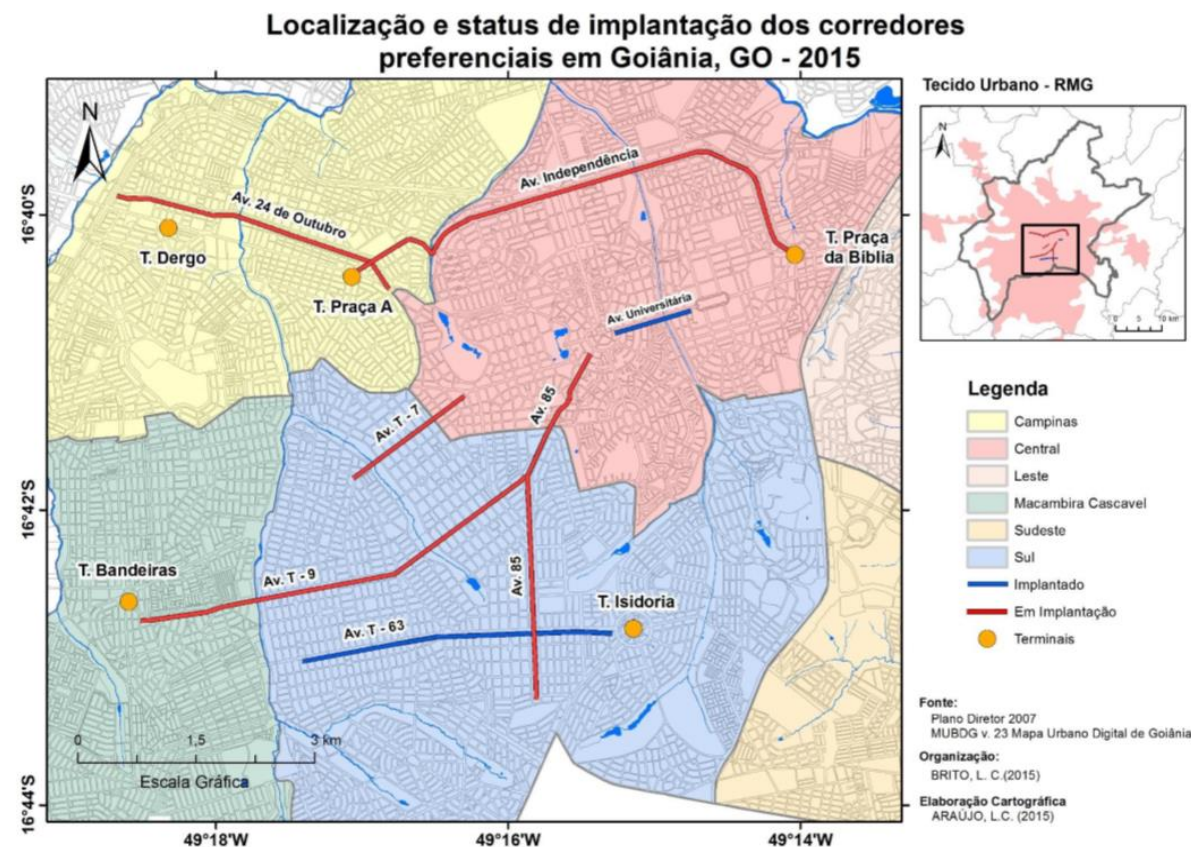 Localização e status de implantação dos corredores
preferenciais em Goiânia, GO - 2015
N
16°40'S
16°42'S
16°44'S
49°18'W
49°16'W
49°14'W
Av. 24 de Outubro
Av. Independência
T. Dergo
T. Praça A
T. Praça
da Bíblia
Av. Universitária
Av. 85
Av. T - 7
T. Bandeiras
Av. T - 9
Av. 85
T. Isidoria
Av. T - 63
0 1,5 3 km
Escala Gráfica
Tecido Urbano - RMG
N
0 5 10 km
Legenda
Campinas
Central
Leste
Macambira Cascavel
Sudeste
Sul
Implantado
Em Implantação
Terminais
Fonte:
Plano Diretor 2007
MUBDG v. 23 Mapa Urbano Digital de Goiânia
Organização:
BRITO, L. C.(2015)
Elaboração Cartográfica
ARAÚJO, L.C. (2015)